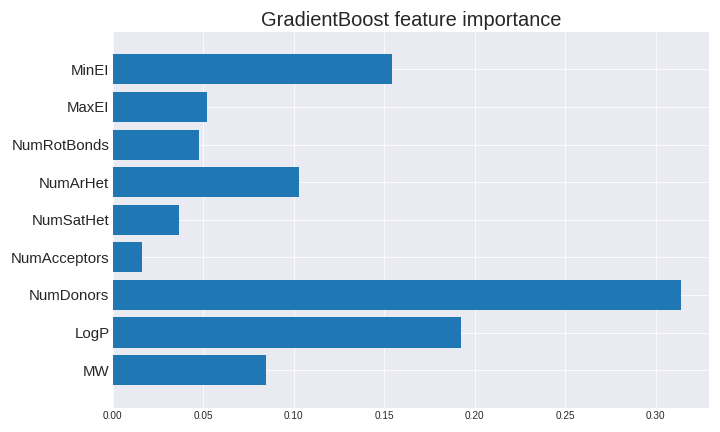 GradientBoost feature importance
MinEI
MaxEI
NumRotBonds
NumArHet
NumSatHet
NumAcceptors
NumDonors
LogP
MW
0.00 0.05 0.10 0.15 0.20 0.25 0.30